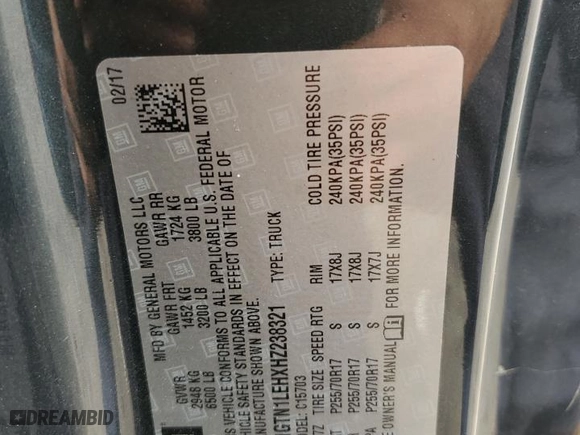 02/17
MFD BY GENERAL MOTORS LLC
GVWR GAWR FRT GAWR RR
2948 KG 1452 KG 1724 KG
6500 LB 3200 LB 3800 LB
VEHICLE CONFORMS TO ALL APPLICABLE U.S. FEDERAL MOTOR
VEHICLE SAFETY STANDARDS IN EFFECT ON THE DATE OF
MANUFACTURE SHOWN ABOVE.
1GTN1LEHXHZ238321 TYPE: TRUCK
MODEL: C15703
TIRE SIZE SPEED RTG RIM COLD TIRE PRESSURE
P255/70R17 S 17X8J 240KPA(35PSI)
P255/70R17 S 17X8J 240KPA(35PSI)
P255/70R17 S 17X7J 240KPA(35PSI)
OWNER'S MANUAL FOR MORE INFORMATION.
GM
© IAAI/IBIDAMD